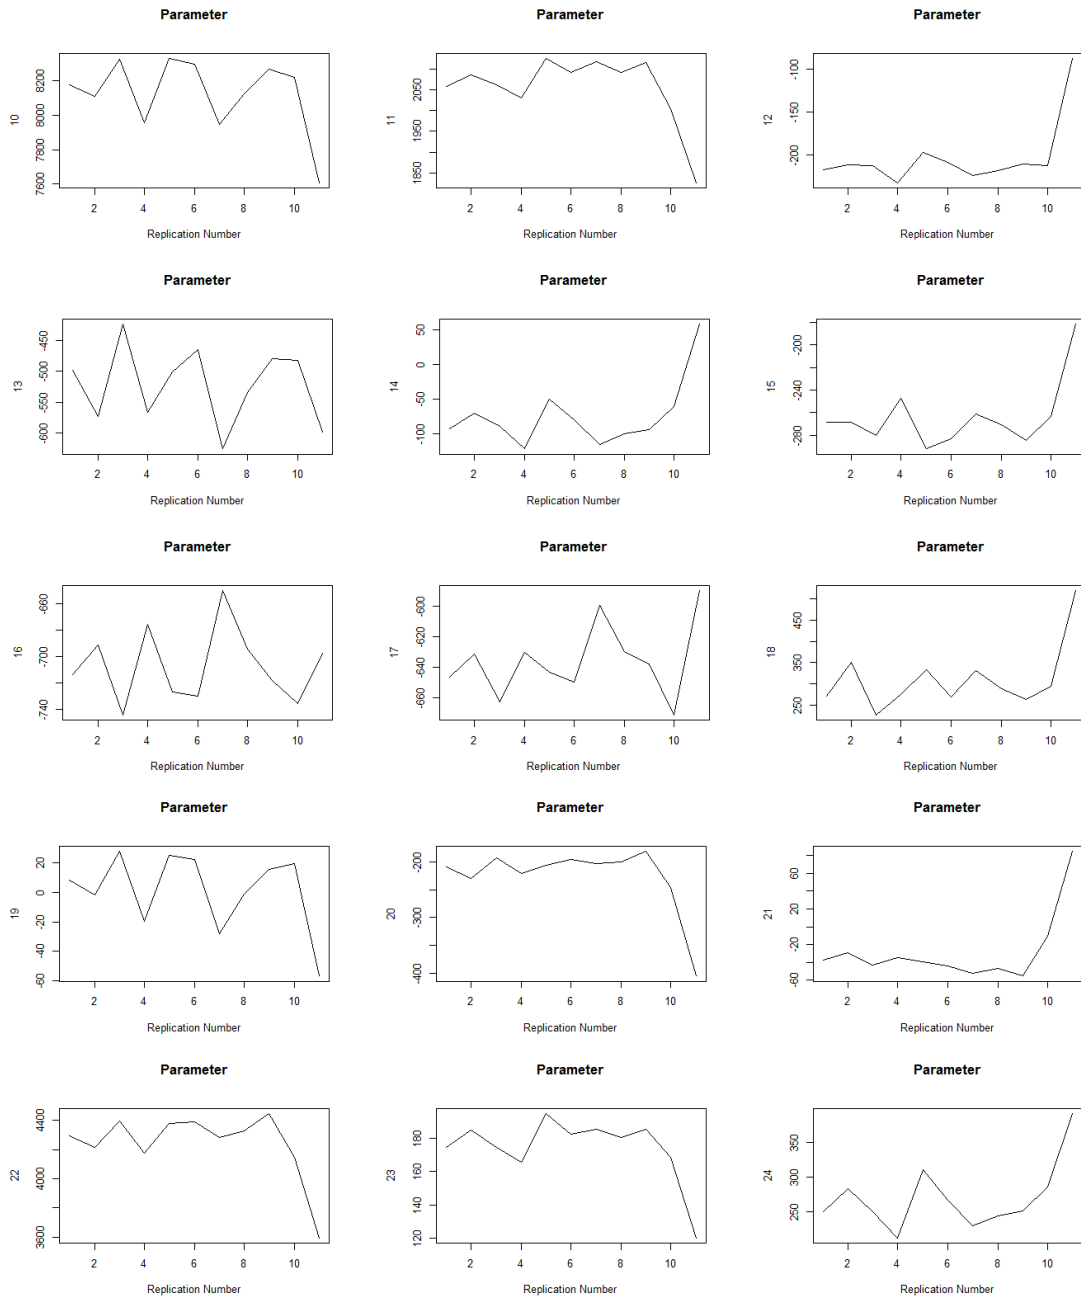 Parameter Parameter Parameter
10 7600 7800 8000 8200 11 1850 1950 2050 12 -200 -150 -100
2 4 6 8 10 2 4 6 8 10 2 4 6 8 10
Replication Number Replication Number Replication Number
Parameter Parameter Parameter
13 -600 -550 -500 -450 14 -100 -50 0 50 15 -280 -240 -200
2 4 6 8 10 2 4 6 8 10 2 4 6 8 10
Replication Number Replication Number Replication Number
Parameter Parameter Parameter
16 -740 -700 -660 17 -660 -640 -620 -600 18 250 350 450
2 4 6 8 10 2 4 6 8 10 2 4 6 8 10
Replication Number Replication Number Replication Number
Parameter Parameter Parameter
19 -60 -40 -20 0 20 20 -400 -300 -200 21 -60 -20 20 60
2 4 6 8 10 2 4 6 8 10 2 4 6 8 10
Replication Number Replication Number Replication Number
Parameter Parameter Parameter
22 3600 4000 4400 23 120 140 160 180 24 250 300 350
2 4 6 8 10 2 4 6 8 10 2 4 6 8 10
Replication Number Replication Number Replication Number